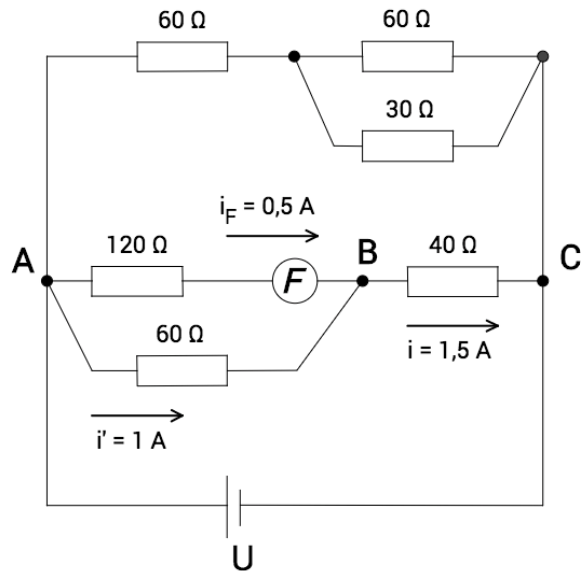 60 Ω
60 Ω
30 Ω
i_F = 0,5 A
A
120 Ω
F
B
40 Ω
C
60 Ω
i = 1,5 A
i' = 1 A
U